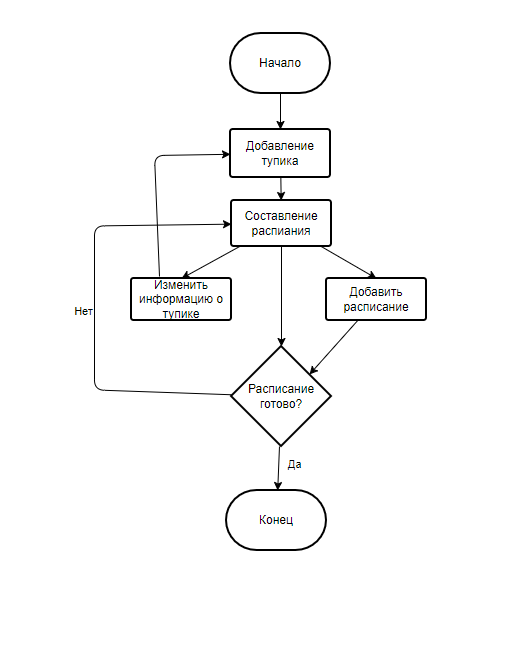 Начало
Добавление
тупика
Составление
распиания
Изменить
информацию о
тупике
Добавить
расписание
Нет
Расписание
готово?
Да
Конец